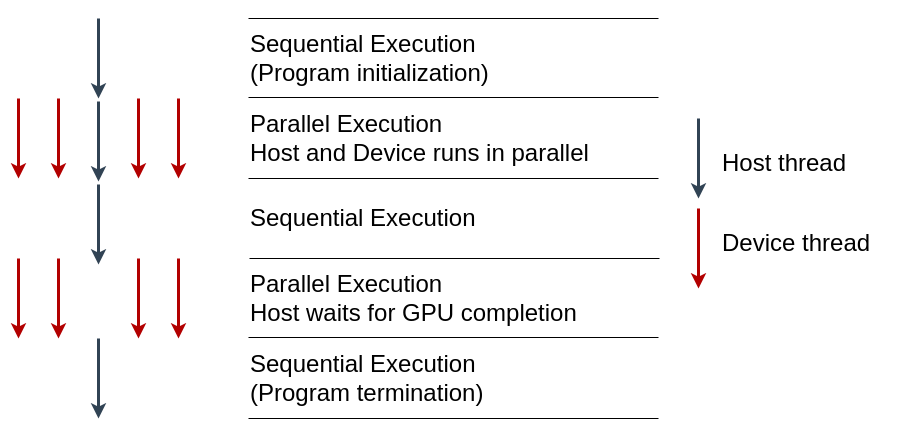 Sequential Execution
(Program initialization)
Parallel Execution
Host and Device runs in parallel
Sequential Execution
Parallel Execution
Host waits for GPU completion
Sequential Execution
(Program termination)
Host thread
Device thread